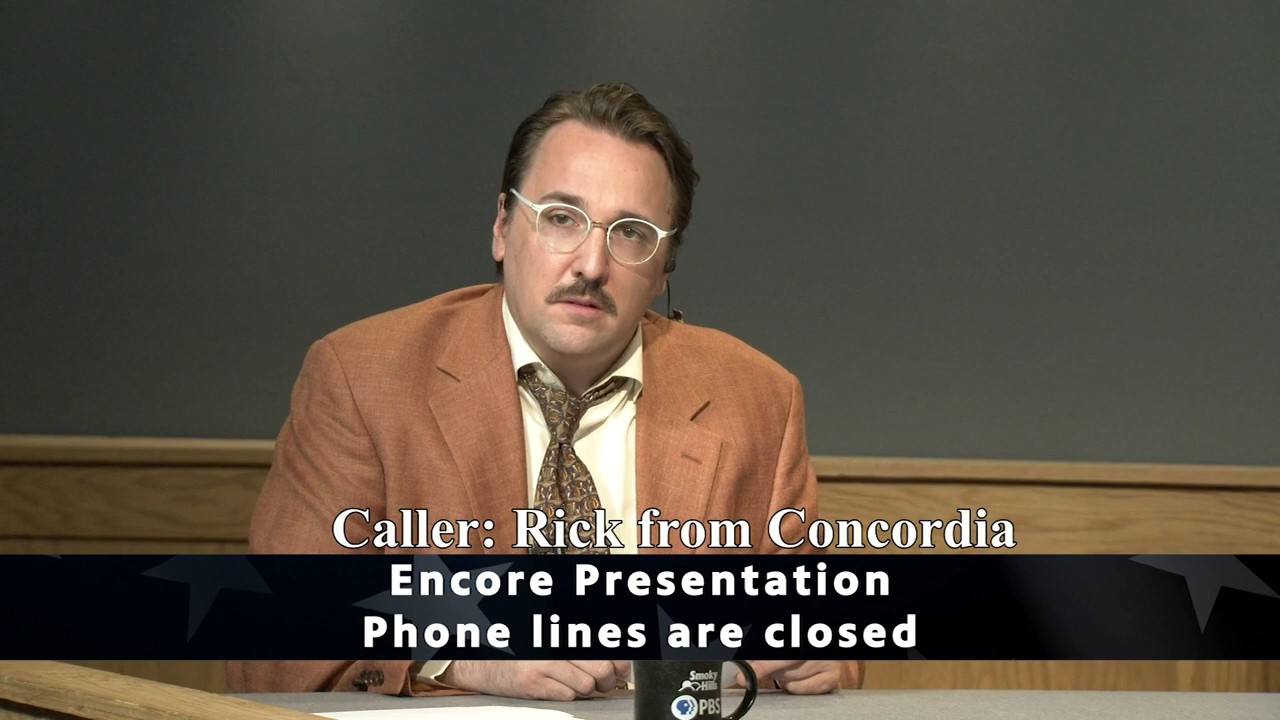 Caller: Rick from Concordia
Encore Presentation
Phone lines are closed
Smoky
Hills
PBS